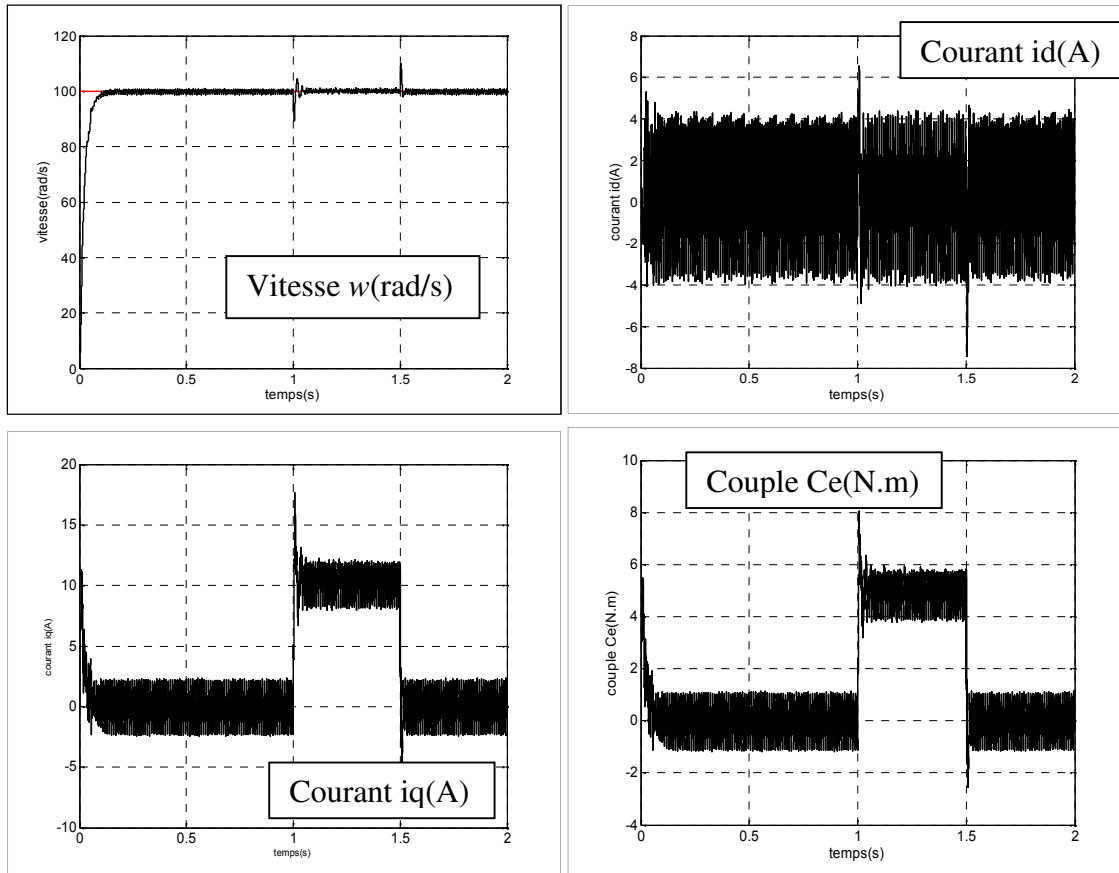 120
100
80
60
40
20
0
0 0.5 1 1.5 2
vitesse(rad/s)
temps(s)
Vitesse w(rad/s)
8
6
4
2
0
-2
-4
-6
-8
0 0.5 1 1.5 2
courant id(A)
temps(s)
Courant id(A)
20
15
10
5
0
-5
-10
0 0.5 1 1.5 2
courant iq(A)
temps(s)
Courant iq(A)
10
8
6
4
2
0
-2
-4
0 0.5 1 1.5 2
couple Ce(N.m)
temps(s)
Couple Ce(N.m)